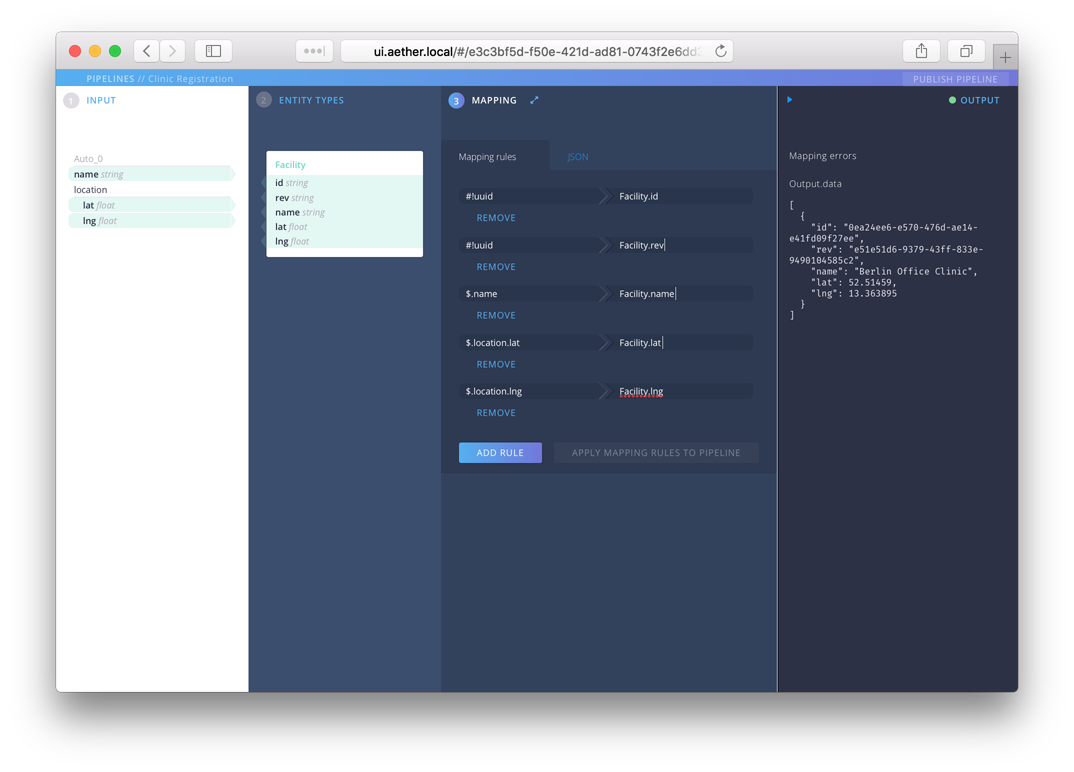 ui.aether.local/#/e3c3bf5d-f50e-421d-ad81-0743f2e6dd
PIPELINES // Clinic Registration
PUBLISH PIPELINE
1 INPUT
Auto_0
name string
location
lat float
lng float
2 ENTITY TYPES
Facility
id string
rev string
name string
lat float
lng float
3 MAPPING
Mapping rules
JSON
#!uuid Facility.id
REMOVE
#!uuid Facility.rev
REMOVE
$.name Facility.name
REMOVE
$.location.lat Facility.lat
REMOVE
$.location.lng Facility.lng
REMOVE
ADD RULE
APPLY MAPPING RULES TO PIPELINE
OUTPUT
Mapping errors
Output.data
[
{
"id": "0ea24ee6-e570-476d-ae14-
e41fd09f27ee",
"rev": "e51e51d6-9379-43ff-833e-
9490104585c2",
"name": "Berlin Office Clinic",
"lat": 52.51459,
"lng": 13.363895
}
]